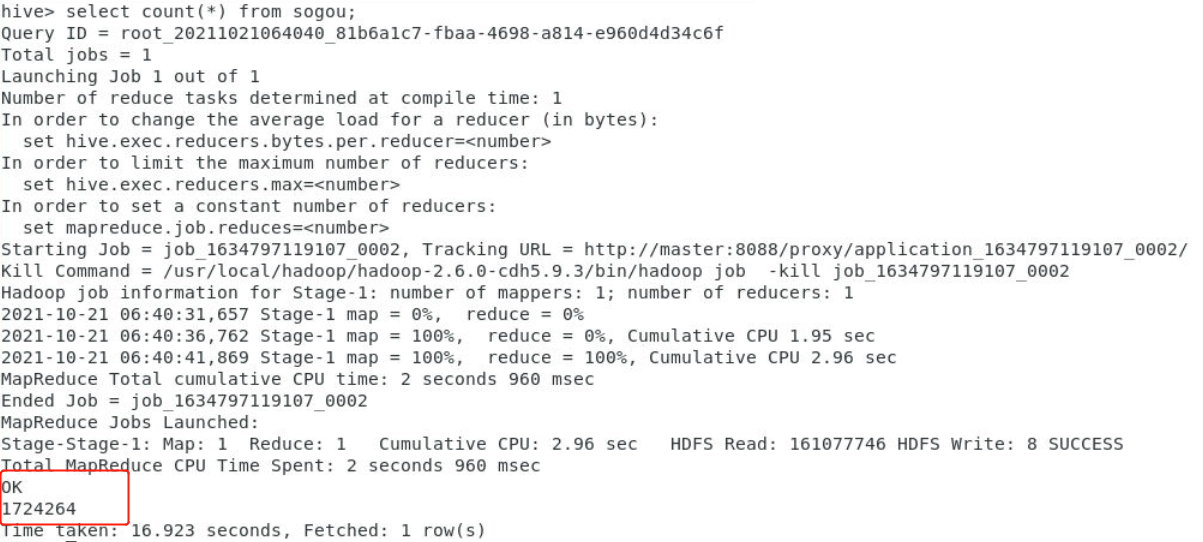 hive> select count(*) from sogou;
Query ID = root_20211021064040_81b6a1c7-fbaa-4698-a814-e960d4d34c6f
Total jobs = 1
Launching Job 1 out of 1
Number of reduce tasks determined at compile time: 1
In order to change the average load for a reducer (in bytes):
  set hive.exec.reducers.bytes.per.reducer=<number>
In order to limit the maximum number of reducers:
  set hive.exec.reducers.max=<number>
In order to set a constant number of reducers:
  set mapreduce.job.reduces=<number>
Starting Job = job_1634797119107_0002, Tracking URL = http://master:8088/proxy/application_1634797119107_0002/
Kill Command = /usr/local/hadoop/hadoop-2.6.0-cdh5.9.3/bin/hadoop job  -kill job_1634797119107_0002
Hadoop job information for Stage-1: number of mappers: 1; number of reducers: 1
2021-10-21 06:40:31,657 Stage-1 map = 0%,  reduce = 0%
2021-10-21 06:40:36,762 Stage-1 map = 100%,  reduce = 0%, Cumulative CPU 1.95 sec
2021-10-21 06:40:41,869 Stage-1 map = 100%,  reduce = 100%, Cumulative CPU 2.96 sec
MapReduce Total cumulative CPU time: 2 seconds 960 msec
Ended Job = job_1634797119107_0002
MapReduce Jobs Launched:
Stage-Stage-1: Map: 1  Reduce: 1   Cumulative CPU: 2.96 sec   HDFS Read: 161077746 HDFS Write: 8 SUCCESS
Total MapReduce CPU Time Spent: 2 seconds 960 msec
OK
1724264
Time taken: 16.923 seconds, Fetched: 1 row(s)